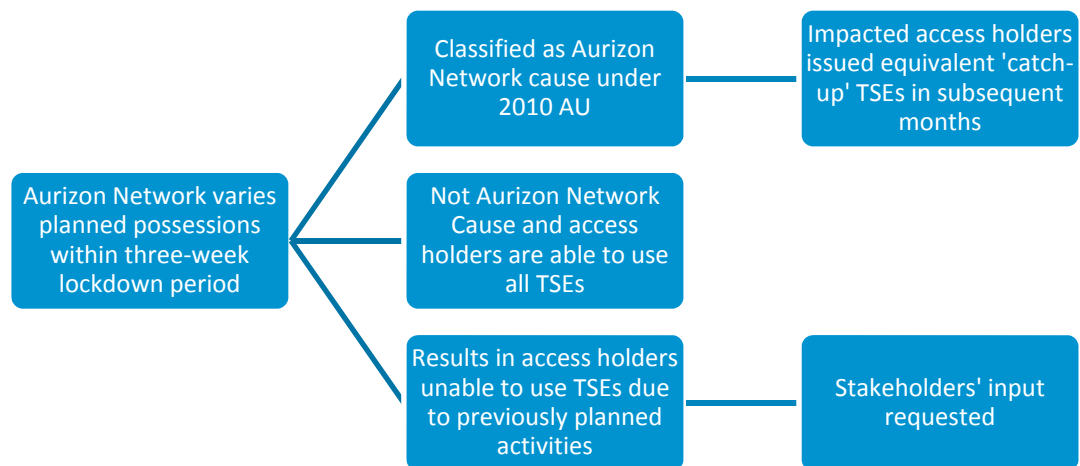 Aurizon Network varies
planned possessions
within three-week
lockdown period
Classified as Aurizon
Network cause under
2010 AU
Impacted access holders
issued equivalent 'catch-
up' TSEs in subsequent
months
Not Aurizon Network
Cause and access
holders are able to use
all TSEs
Results in access holders
unable to use TSEs due
to previously planned
activities
Stakeholders' input
requested